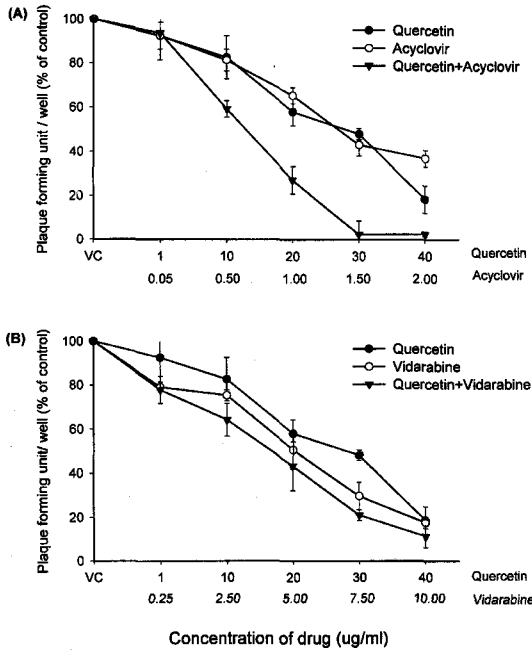 (A)
Plaque forming unit / well (% of control)
100
80
60
40
20
0
Quercetin
Acyclovir
Quercetin+Acyclovir
VC 1 10 20 30 40 Quercetin
0.05 0.50 1.00 1.50 2.00 Acyclovir
(B)
Plaque forming unit/ well (% of control)
100
80
60
40
20
0
Quercetin
Vidarabine
Quercetin+Vidarabine
VC 1 10 20 30 40 Quercetin
0.25 2.50 5.00 7.50 10.00 Vidarabine
Concentration of drug (ug/ml)